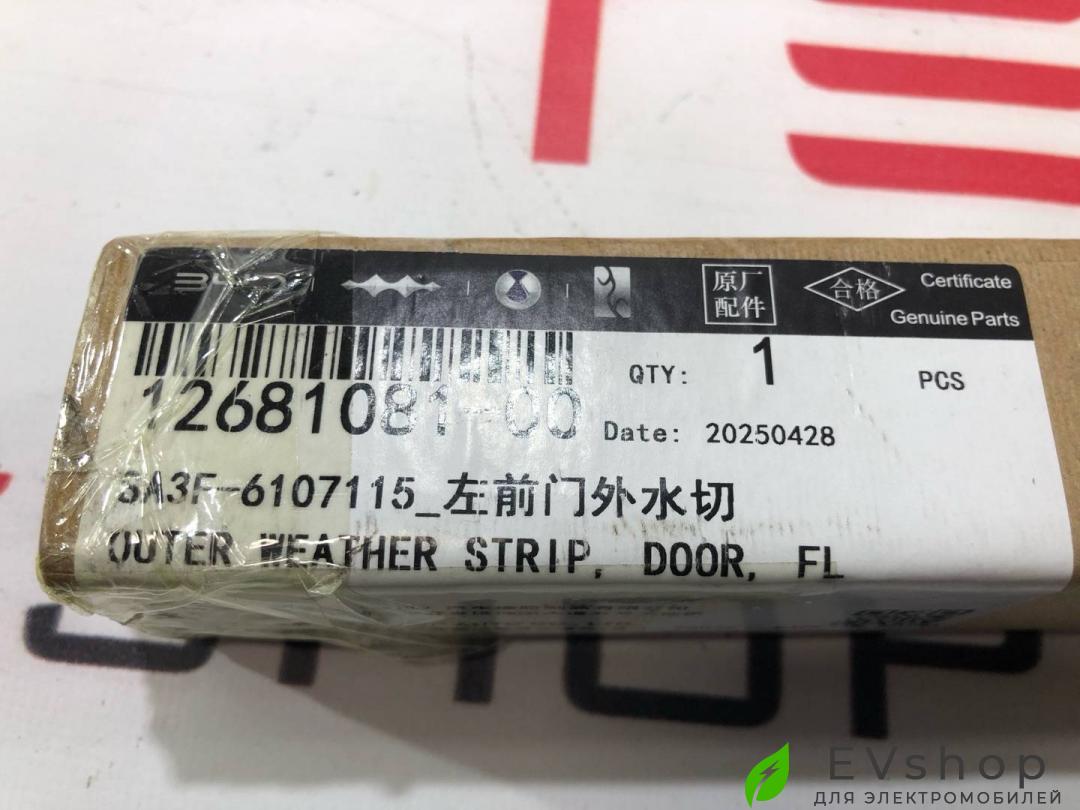 BYD
原厂
配件
合格
Certificate
Genuine Parts
12681081-00
QTY: 1 PCS
Date: 20250428
SA3F-6107115_左前门外水切
OUTER WEATHER STRIP, DOOR, FL
EVshop
ДЛЯ ЭЛЕКТРОМОБИЛЕЙ